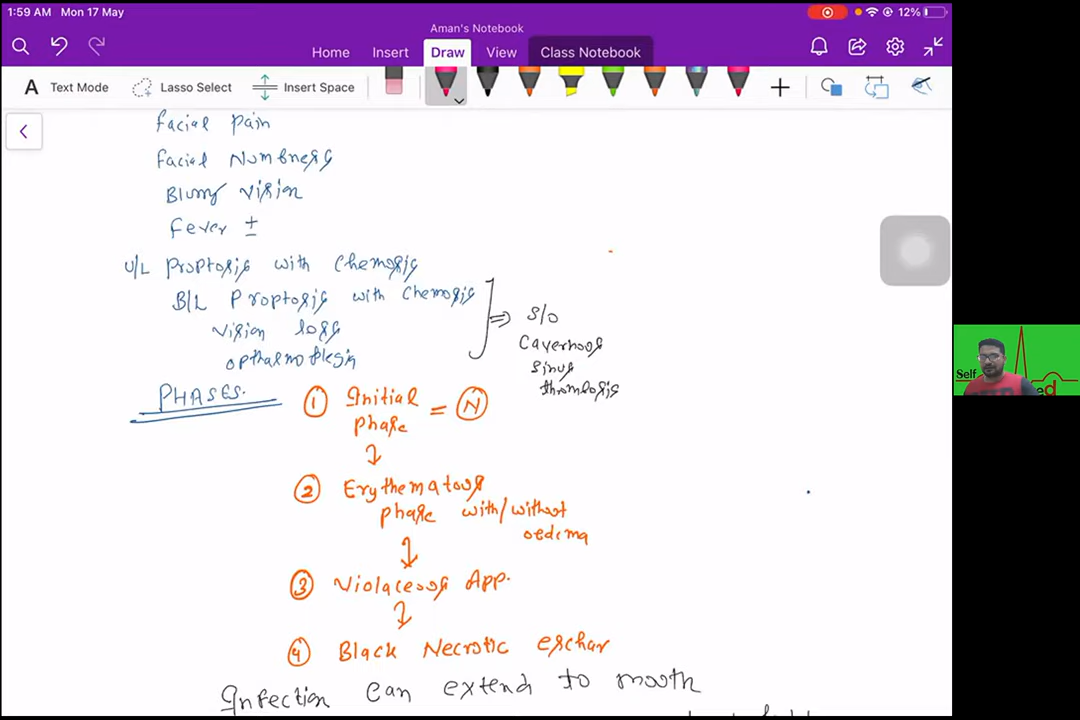 1:59 AM Mon 17 May
12%
Aman's Notebook
Home Insert Draw View Class Notebook
Text Mode Lasso Select Insert Space
Facial Pain
Facial Numbness
Blurry Vision
Fever ±
U/L Proptosis with Chemosis
B/L Proptosis with Chemosis
Vision loss
opthalmoplegia
⇒ S/O
Cavernous
Sinus
thrombosis
PHASES.
① Initial
phase = Ⓝ
② Erythematous
phase with/without
oedema
③ Violaceous App.
④ Black Necrotic eschar
Infection Can extend to mouth
Self
ed